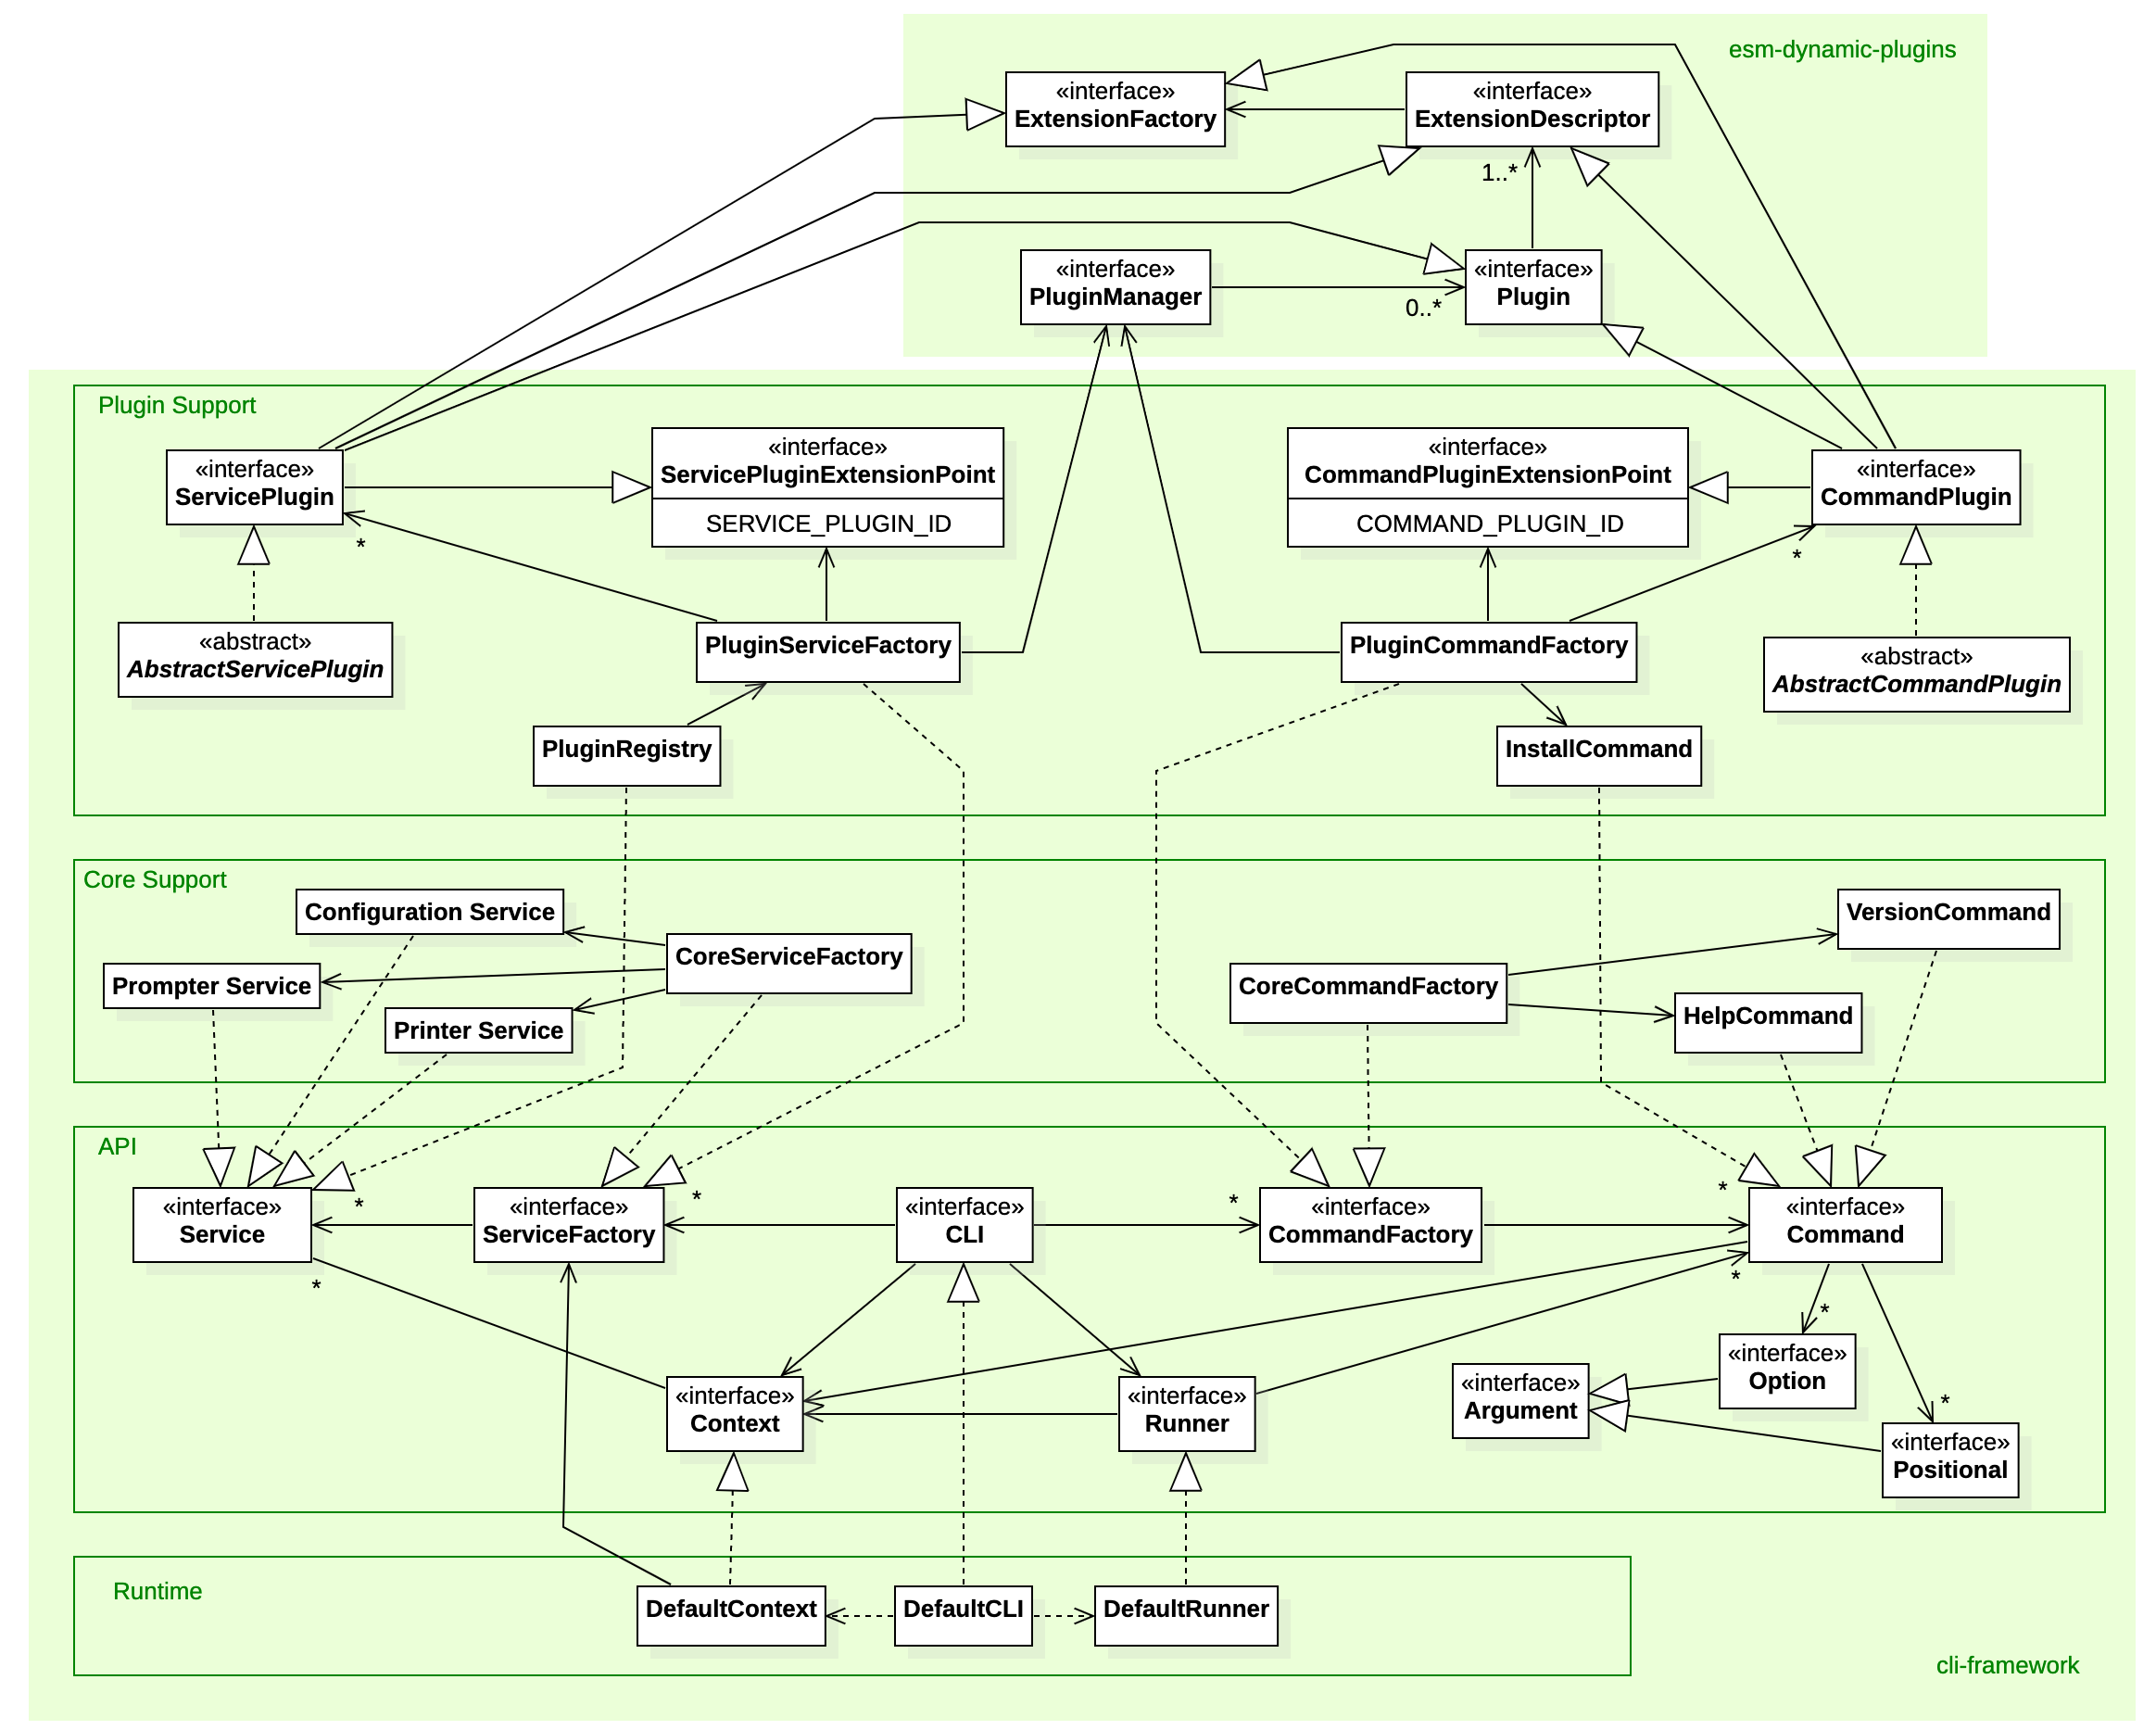 esm-dynamic-plugins
«interface»
ExtensionFactory
«interface»
ExtensionDescriptor
1..*
«interface»
PluginManager
«interface»
Plugin
0..*
Plugin Support
«interface»
ServicePlugin
*
«interface»
ServicePluginExtensionPoint
SERVICE_PLUGIN_ID
«interface»
CommandPluginExtensionPoint
COMMAND_PLUGIN_ID
«interface»
CommandPlugin
*
«abstract»
AbstractServicePlugin
PluginServiceFactory
PluginCommandFactory
«abstract»
AbstractCommandPlugin
PluginRegistry
InstallCommand
Core Support
Configuration Service
CoreServiceFactory
Prompter Service
Printer Service
VersionCommand
CoreCommandFactory
HelpCommand
API
«interface»
Service
*
*
«interface»
ServiceFactory
*
«interface»
CLI
*
«interface»
CommandFactory
*
«interface»
Command
*
*
«interface»
Context
«interface»
Runner
«interface»
Argument
«interface»
Option
*
«interface»
Positional
Runtime
DefaultContext
DefaultCLI
DefaultRunner
cli-framework